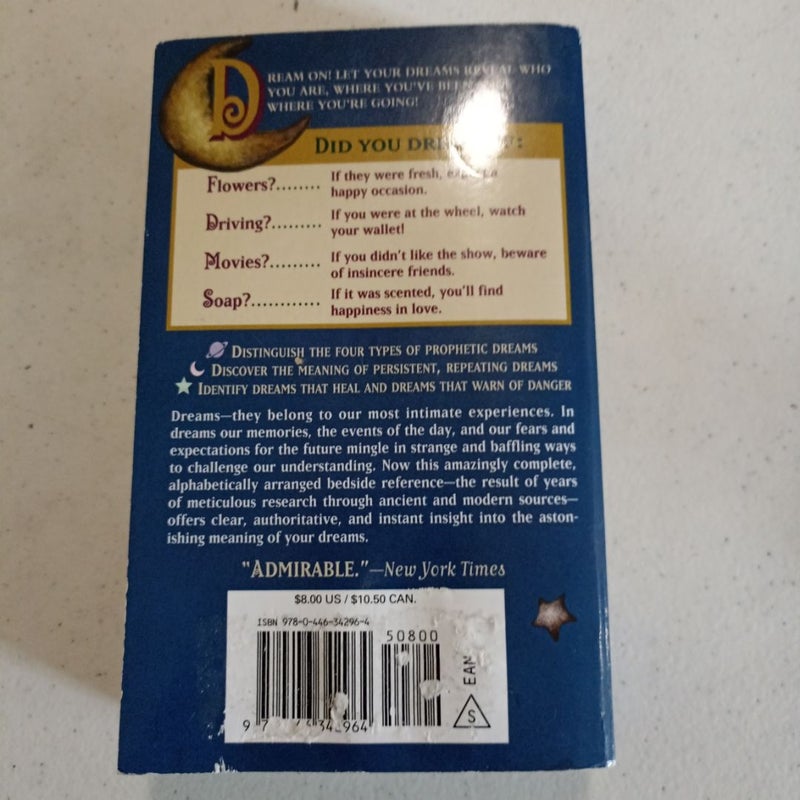 DREAM ON! LET YOUR DREAMS REVEAL WHO
YOU ARE, WHERE YOU'VE BEEN
WHERE YOU'RE GOING!
DID YOU
Flowers?........ If they were fresh,
happy occasion.
Driving?......... If you were at the wheel, watch
your wallet!
Movies?......... If you didn't like the show, beware
of insincere friends.
Soap?............ If it was scented, you'll find
happiness in love.
DISTINGUISH THE FOUR TYPES OF PROPHETIC DREAMS
DISCOVER THE MEANING OF PERSISTENT, REPEATING DREAMS
IDENTIFY DREAMS THAT HEAL AND DREAMS THAT WARN OF DANGER
Dreams—they belong to our most intimate experiences. In
dreams our memories, the events of the day, and our fears and
expectations for the future mingle in strange and baffling ways
to challenge our understanding. Now this amazingly complete,
alphabetically arranged bedside reference—the result of years
of meticulous research through ancient and modern sources—
offers clear, authoritative, and instant insight into the aston-
ishing meaning of your dreams.
"ADMIRABLE."—New York Times
$8.00 US / $10.50 CAN.
ISBN 978-0-446-34296-4
50800
EAN
S